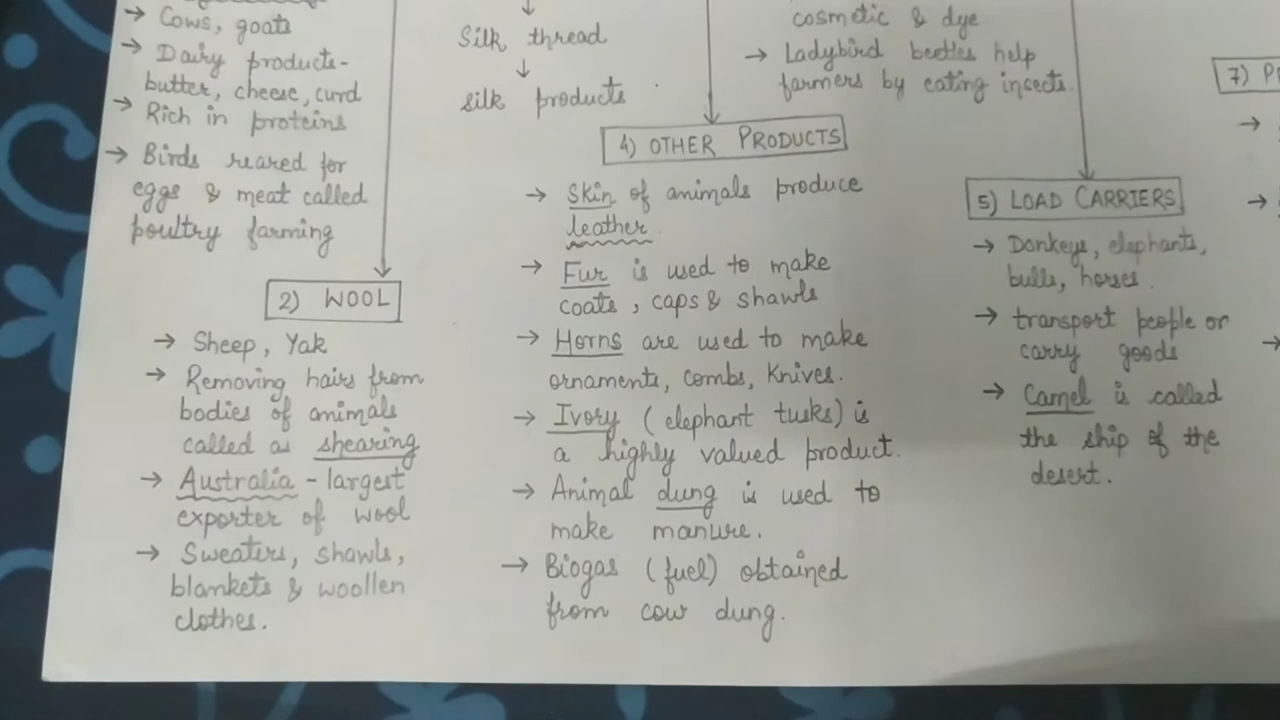 → Cows, goats
→ Dairy products-
butter, cheese, curd
→ Rich in proteins
→ Birds reared for
eggs & meat called
poultry farming
2) WOOL
→ Sheep, Yak
→ Removing hairs from
bodies of animals
called as shearing
→ Australia - largest
exporter of wool
→ Sweaters, shawls,
blankets & woollen
clothes.
↓
Silk thread
↓
silk products
4) OTHER PRODUCTS
→ Skin of animals produce
leather
→ Fur is used to make
coats, caps & shawls
→ Horns are used to make
ornaments, combs, knives.
→ Ivory (elephant tusks) is
a highly valued product.
→ Animal dung is used to
make manure.
→ Biogas (fuel) obtained
from cow dung.
cosmetic & dye
→ Ladybird beetles help
farmers by eating insects.
5) LOAD CARRIERS
→ Donkeys, elephants,
bulls, horses.
→ transport people or
carry goods
→ Camel is called
the ship of the
desert.
7)
→
→
→